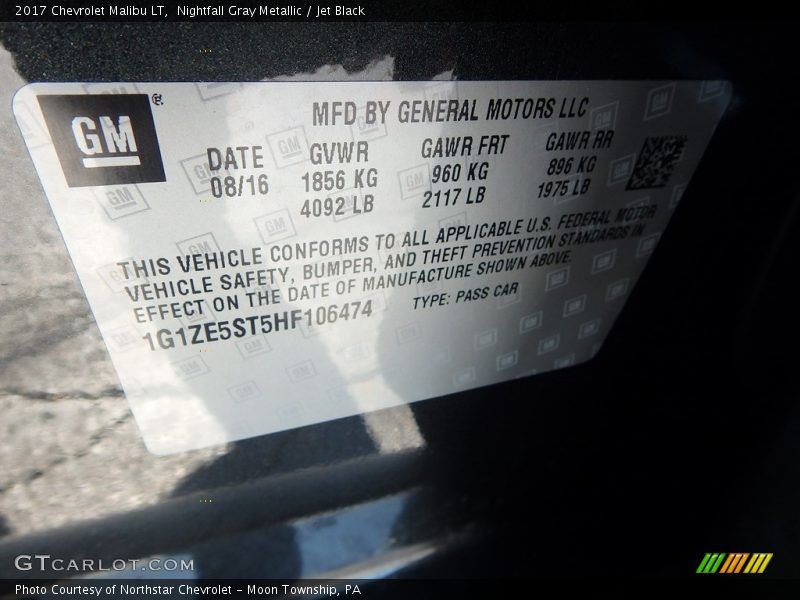 2017 Chevrolet Malibu LT,  Nightfall Gray Metallic / Jet Black
GM
MFD BY GENERAL MOTORS LLC
DATE GVWR GAWR FRT GAWR RR
08/16 1856 KG 960 KG 896 KG
4092 LB 2117 LB 1975 LB
THIS VEHICLE CONFORMS TO ALL APPLICABLE U.S. FEDERAL MOTOR
VEHICLE SAFETY, BUMPER, AND THEFT PREVENTION STANDARDS IN
EFFECT ON THE DATE OF MANUFACTURE SHOWN ABOVE.
1G1ZE5ST5HF106474 TYPE: PASS CAR
GTCARLOT.COM
Photo Courtesy of Northstar Chevrolet - Moon Township, PA